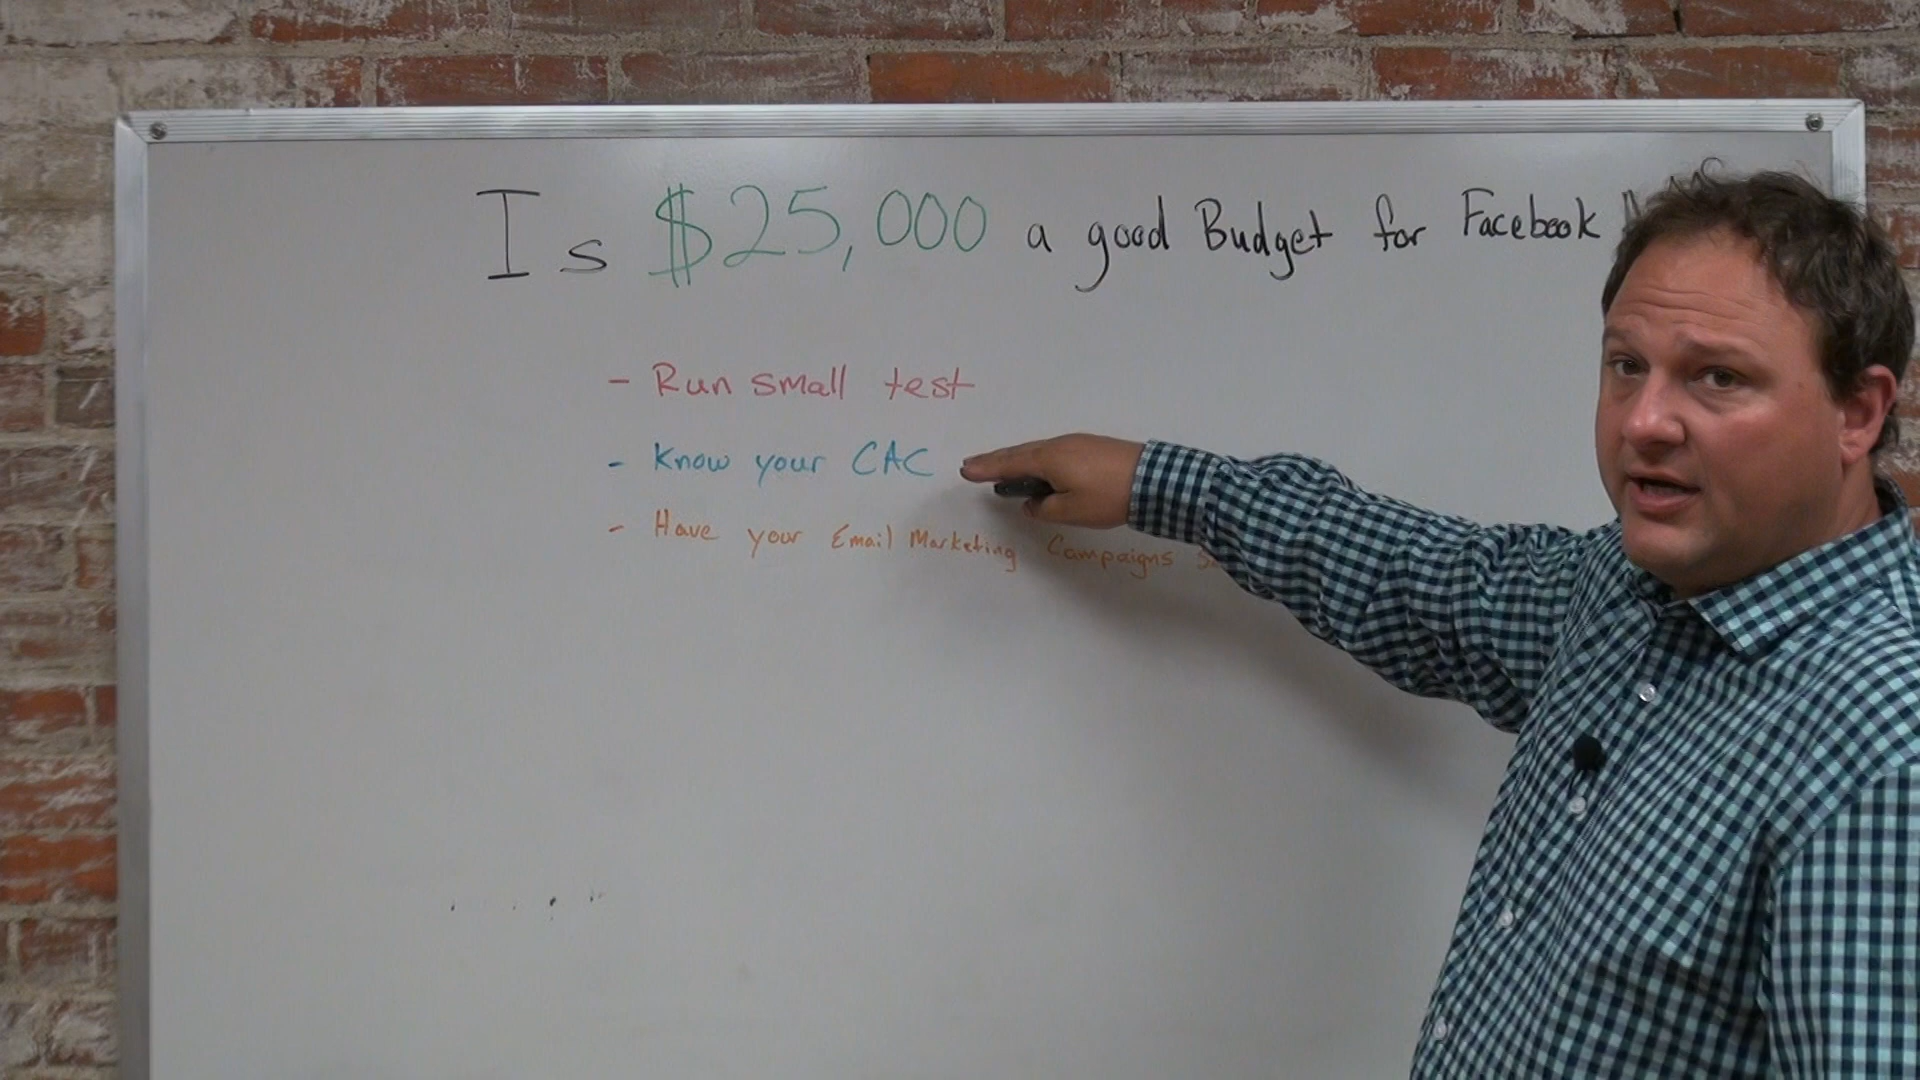 Is $25,000 a good Budget for Facebook
- Run small test
- Know your CAC
- Have your Email Marketing Campaigns